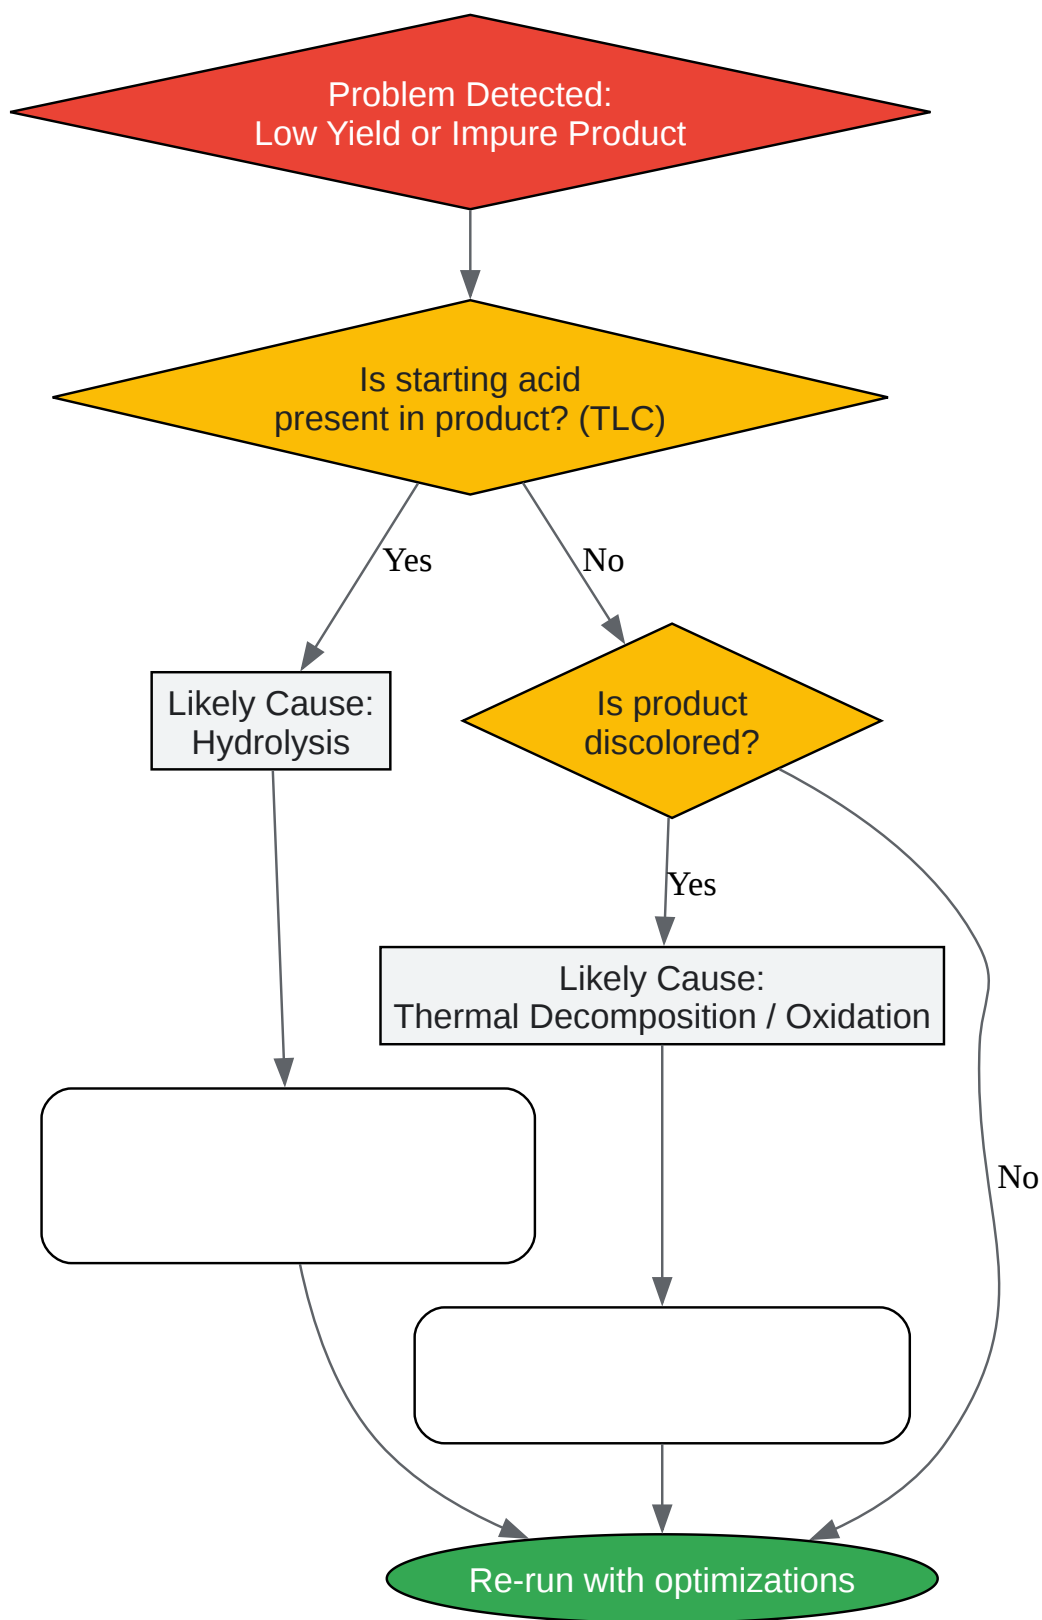 Problem Detected:
Low Yield or Impure Product
Is starting acid
present in product? (TLC)
Yes
No
Likely Cause:
Hydrolysis
Is product
discolored?
Yes
Likely Cause:
Thermal Decomposition / Oxidation
No
Re-run with optimizations